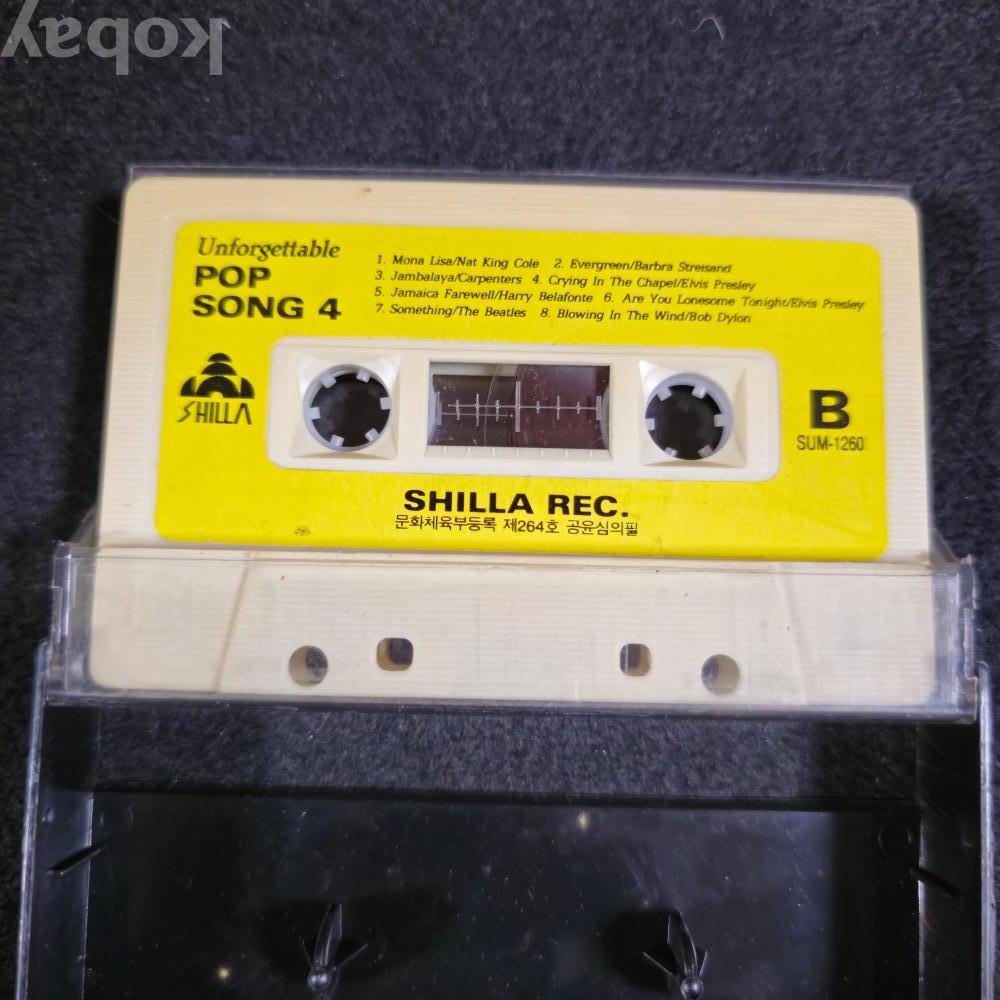 kobay
Unforgettable
POP
SONG 4
1. Mona Lisa/Nat King Cole 2. Evergreen/Barbra Streisand
3. Jambalaya/Carpenters 4. Crying In The Chapel/Elvis Presley
5. Jamaica Farewell/Harry Belafonte 6. Are You Lonesome Tonight/Elvis Presley
7. Something/The Beatles 8. Blowing In The Wind/Bob Dylon
SHILLA
B
SUM-1260
SHILLA REC.
문화체육부등록 제264호 공윤심의필